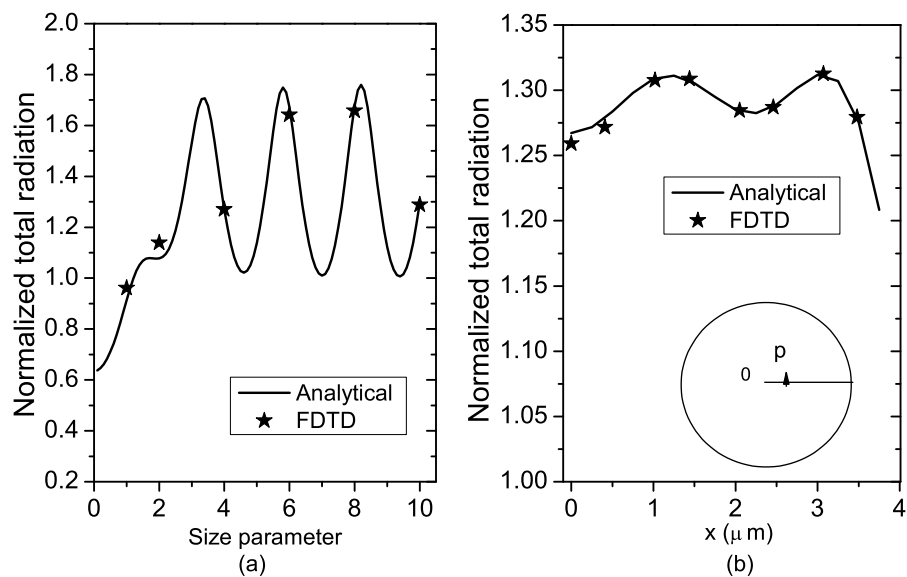 2.0
1.8
1.6
1.4
1.2
1.0
0.8
0.6
0.4
0.2
Normalized total radiation
Analytical
FDTD
0 2 4 6 8 10
Size parameter
(a)
1.35
1.30
1.25
1.20
1.15
1.10
1.05
1.00
Normalized total radiation
Analytical
FDTD
p
0
0 1 2 3 4
x (μ m)
(b)